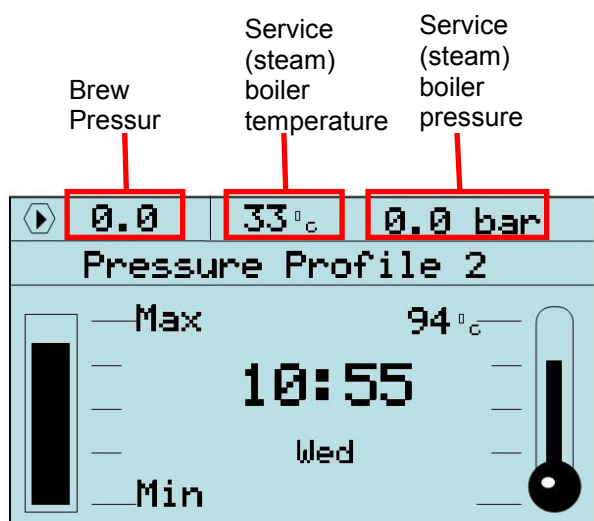 Brew
Pressur
Service
(steam)
boiler
temperature
Service
(steam)
boiler
pressure
0.0
33°c
0.0 bar
Pressure Profile 2
Max
94°c
10:55
Wed
Min